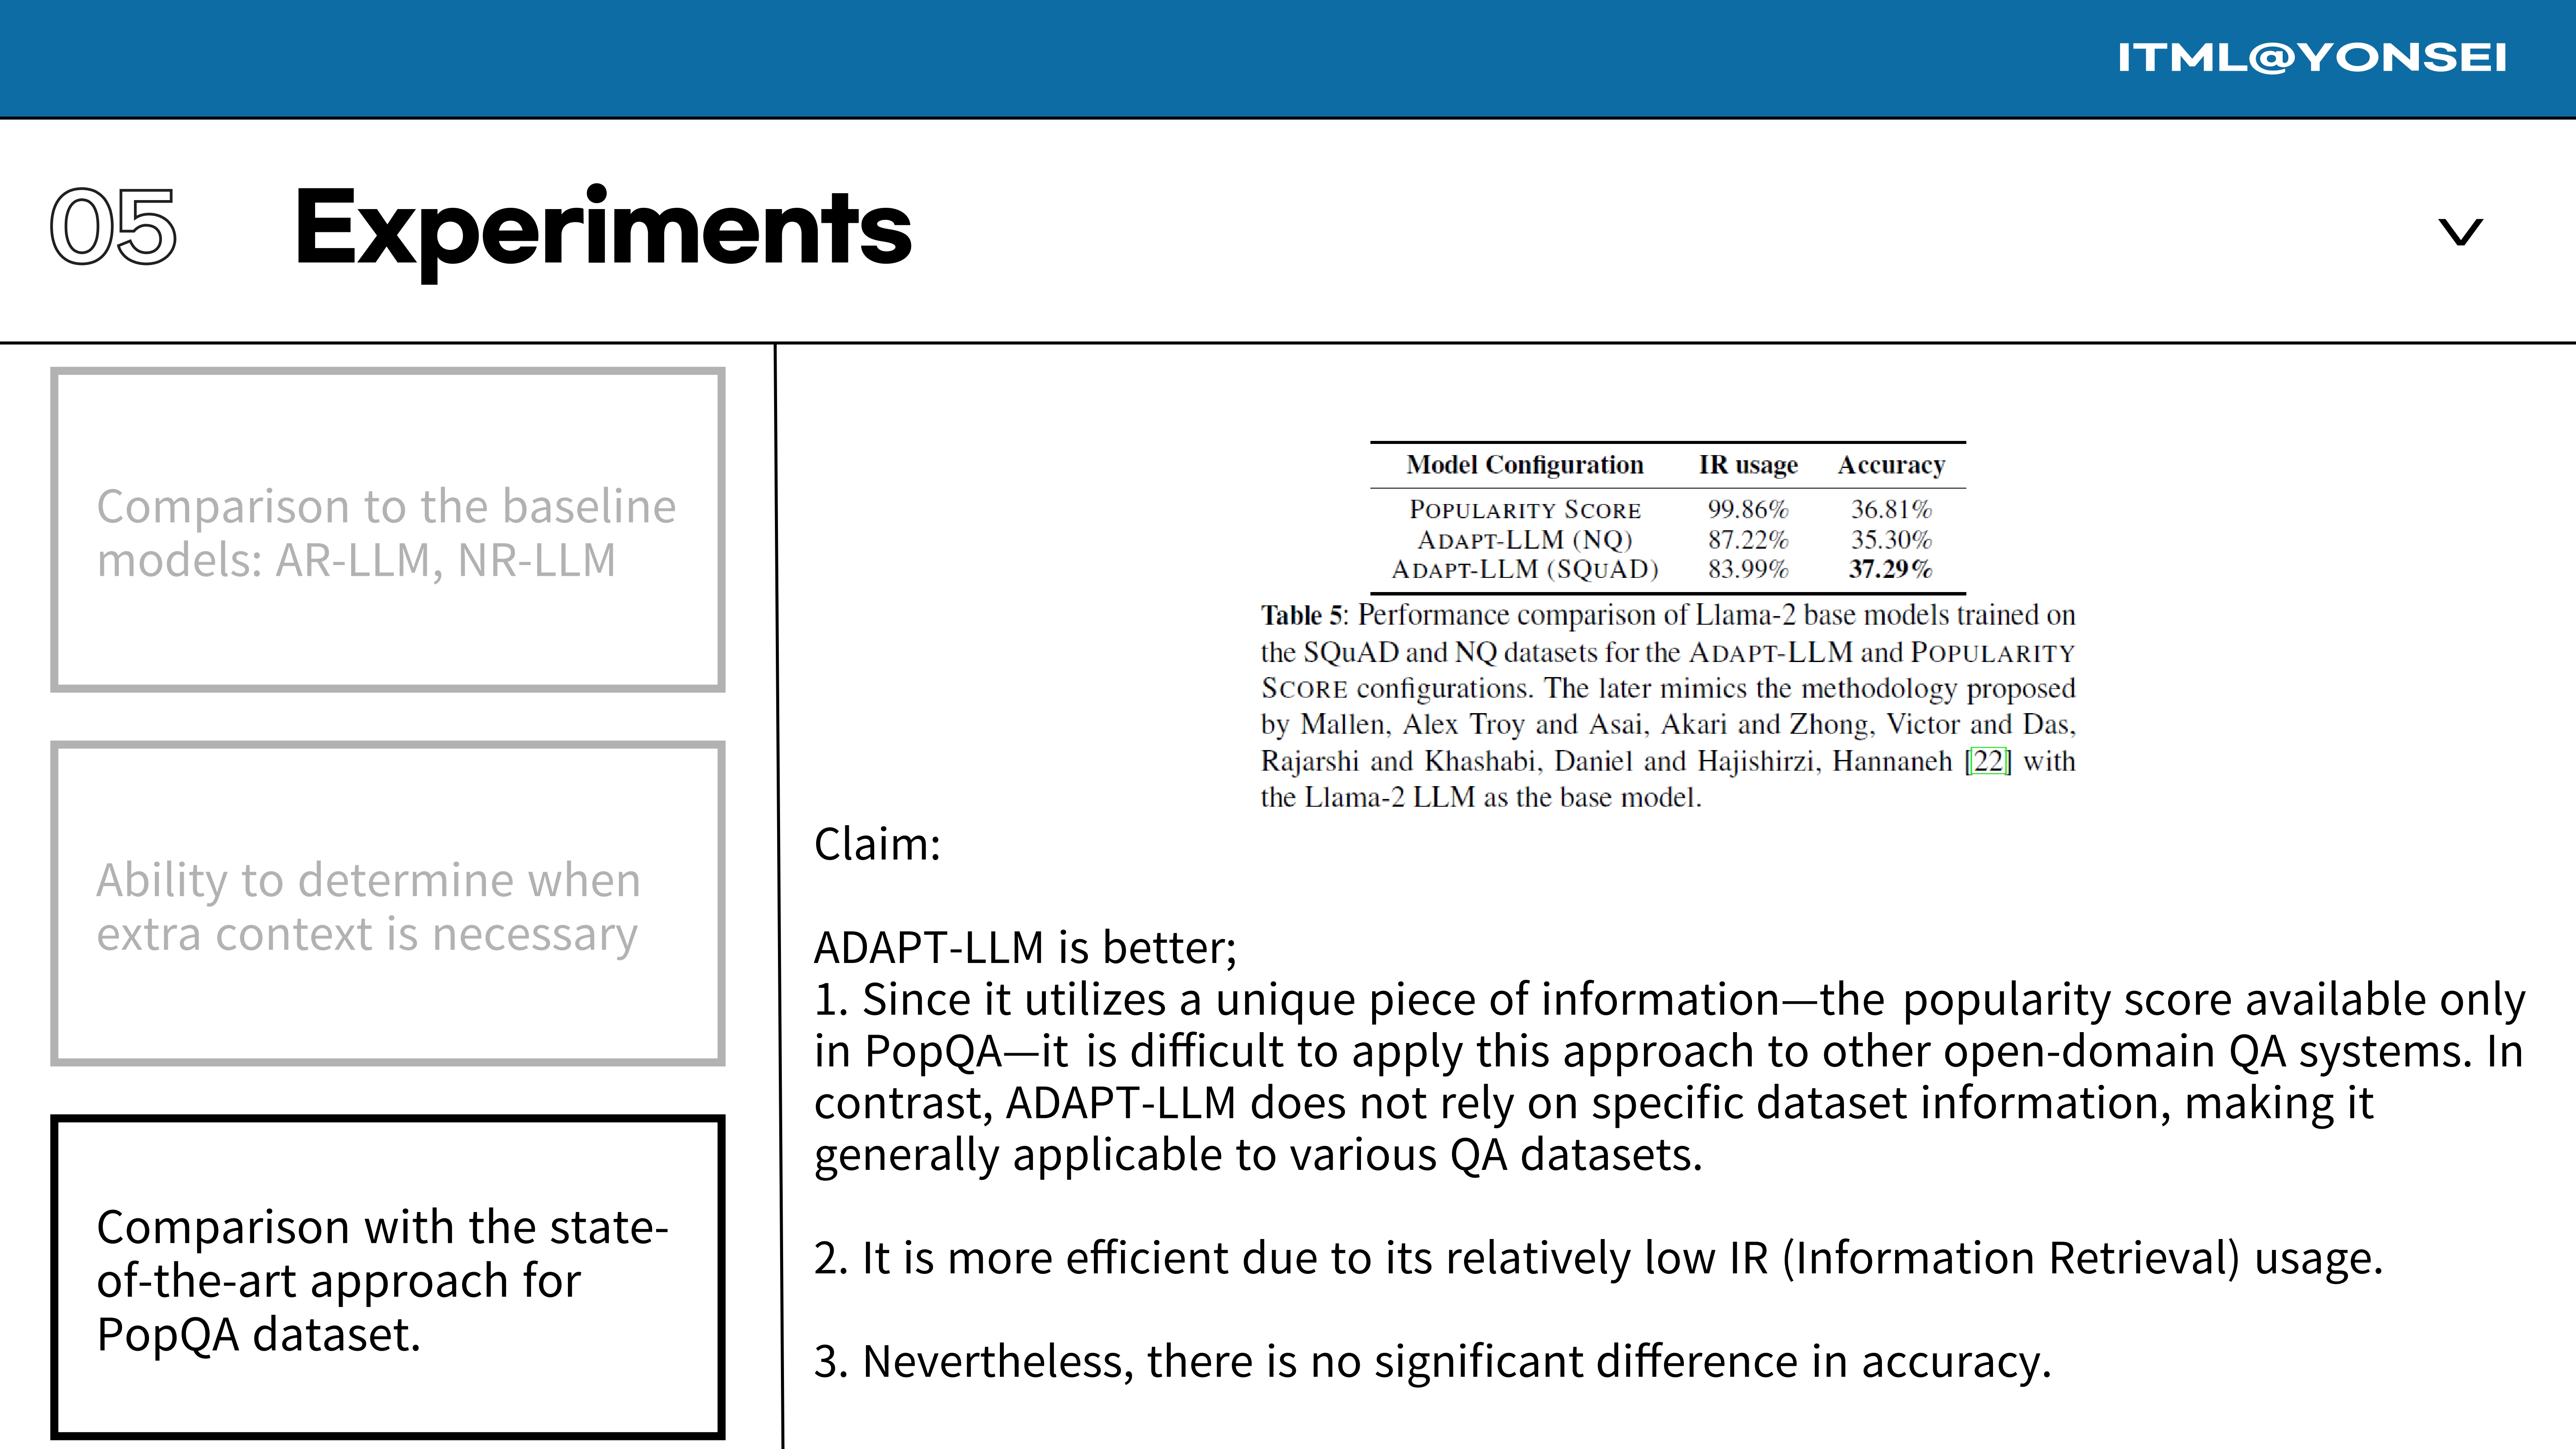 ITML@YONSEI
05 Experiments
Comparison to the baseline
models: AR-LLM, NR-LLM
Ability to determine when
extra context is necessary
Comparison with the state-
of-the-art approach for
PopQA dataset.
Model Configuration IR usage Accuracy
POPULARITY SCORE 99.86% 36.81%
ADAPT-LLM (NQ) 87.22% 35.30%
ADAPT-LLM (SQUAD) 83.99% 37.29%
Table 5: Performance comparison of Llama-2 base models trained on
the SQuAD and NQ datasets for the ADAPT-LLM and POPULARITY
SCORE configurations. The later mimics the methodology proposed
by Mallen, Alex Troy and Asai, Akari and Zhong, Victor and Das,
Rajarshi and Khashabi, Daniel and Hajishirzi, Hannaneh [22] with
the Llama-2 LLM as the base model.
Claim:
ADAPT-LLM is better;
1. Since it utilizes a unique piece of information—the popularity score available only
in PopQA—it is difficult to apply this approach to other open-domain QA systems. In
contrast, ADAPT-LLM does not rely on specific dataset information, making it
generally applicable to various QA datasets.
2. It is more efficient due to its relatively low IR (Information Retrieval) usage.
3. Nevertheless, there is no significant difference in accuracy.